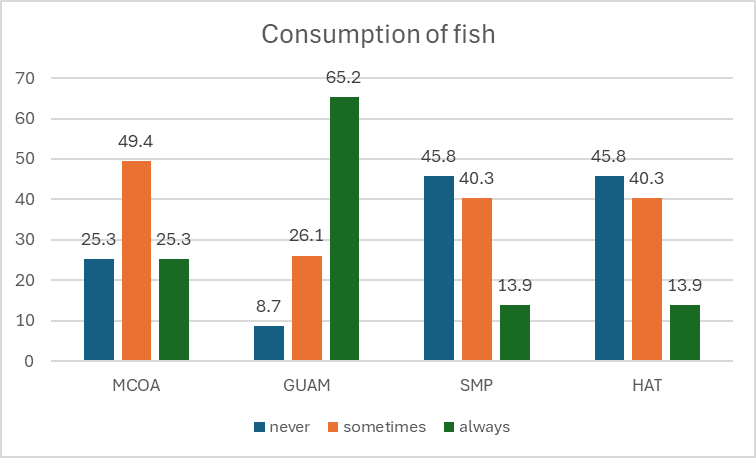 Consumption of fish
70
60
50
40
30
20
10
0
25.3 49.4 25.3
8.7 26.1 65.2
45.8 40.3 13.9
45.8 40.3 13.9
MCOA GUAM SMP HAT
never sometimes always